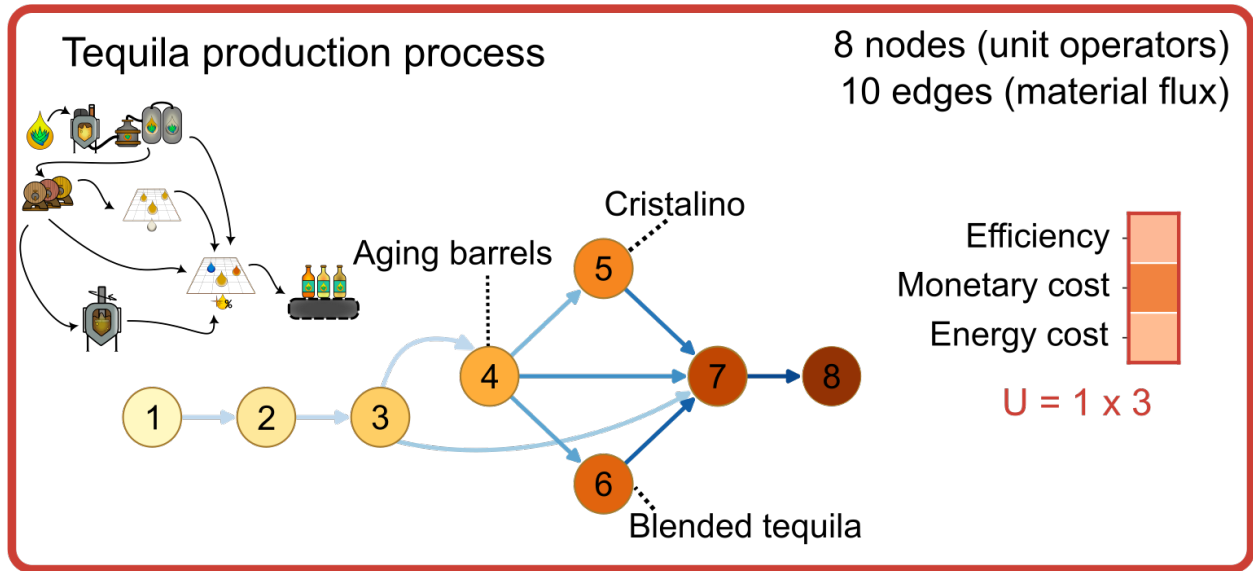 Tequila production process
8 nodes (unit operators)
10 edges (material flux)
%
Cristalino
Aging barrels
5
4
7
8
1
2
3
6
Blended tequila
Efficiency
Monetary cost
Energy cost
U = 1 x 3